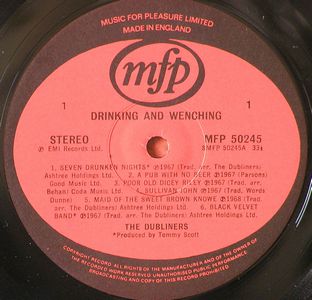 MUSIC FOR PLEASURE LIMITED
MADE IN ENGLAND
mfp
1 1
DRINKING AND WENCHING
STEREO MFP 50245
℗ EMI Records Ltd. SMFP 50245A 33⅓
1. SEVEN DRUNKEN NIGHTS* ℗1967 (Trad. arr. The Dubliners)
Ashtree Holdings Ltd. 2. A PUB WITH NO BEER ℗1967 (Parsons)
Good Music Ltd. 3. POOR OLD DICEY RILEY ℗1967 (Trad. arr.
Behan) Coda Music Ltd. 4. SULLIVAN JOHN ℗1967 (Trad. Words
Dunne) 5. MAID OF THE SWEET BROWN KNOWE ℗1968 (Trad.
arr. The Dubliners) Ashtree Holdings Ltd. 6. BLACK VELVET
BAND* ℗1967 (Trad. arr. The Dubliners) Ashtree Holdings Ltd.
THE DUBLINERS
*Produced by Tommy Scott
COPYRIGHT RECORD. ALL RIGHTS OF THE MANUFACTURER AND OF THE OWNER OF
THE RECORDED WORK RESERVED. UNAUTHORISED PUBLIC PERFORMANCE
BROADCASTING AND COPY OF THIS RECORD PROHIBITED